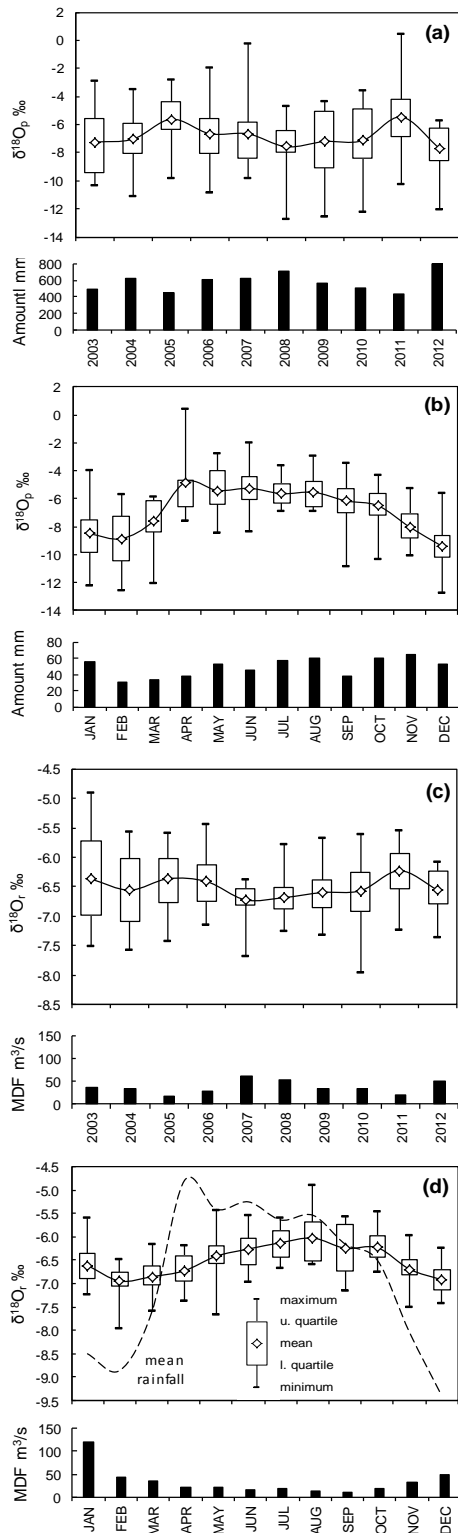 (a)
δ18Op ‰
2
0
-2
-4
-6
-8
-10
-12
-14
Amountl mm
800
600
400
200
0
2003
2004
2005
2006
2007
2008
2009
2010
2011
2012
(b)
δ18Op ‰
2
0
-2
-4
-6
-8
-10
-12
-14
Amount mm
80
60
40
20
0
JAN
FEB
MAR
APR
MAY
JUN
JUL
AUG
SEP
OCT
NOV
DEC
(c)
δ18Or ‰
-4.5
-5.0
-5.5
-6.0
-6.5
-7.0
-7.5
-8.0
-8.5
MDF m3/s
150
100
50
0
2003
2004
2005
2006
2007
2008
2009
2010
2011
2012
(d)
δ18Or ‰
-4.5
-5.0
-5.5
-6.0
-6.5
-7.0
-7.5
-8.0
-8.5
-9.0
-9.5
mean
rainfall
maximum
u. quartile
mean
l. quartile
minimum
MDF m3/s
150
100
50
0
JAN
FEB
MAR
APR
MAY
JUN
JUL
AUG
SEP
OCT
NOV
DEC